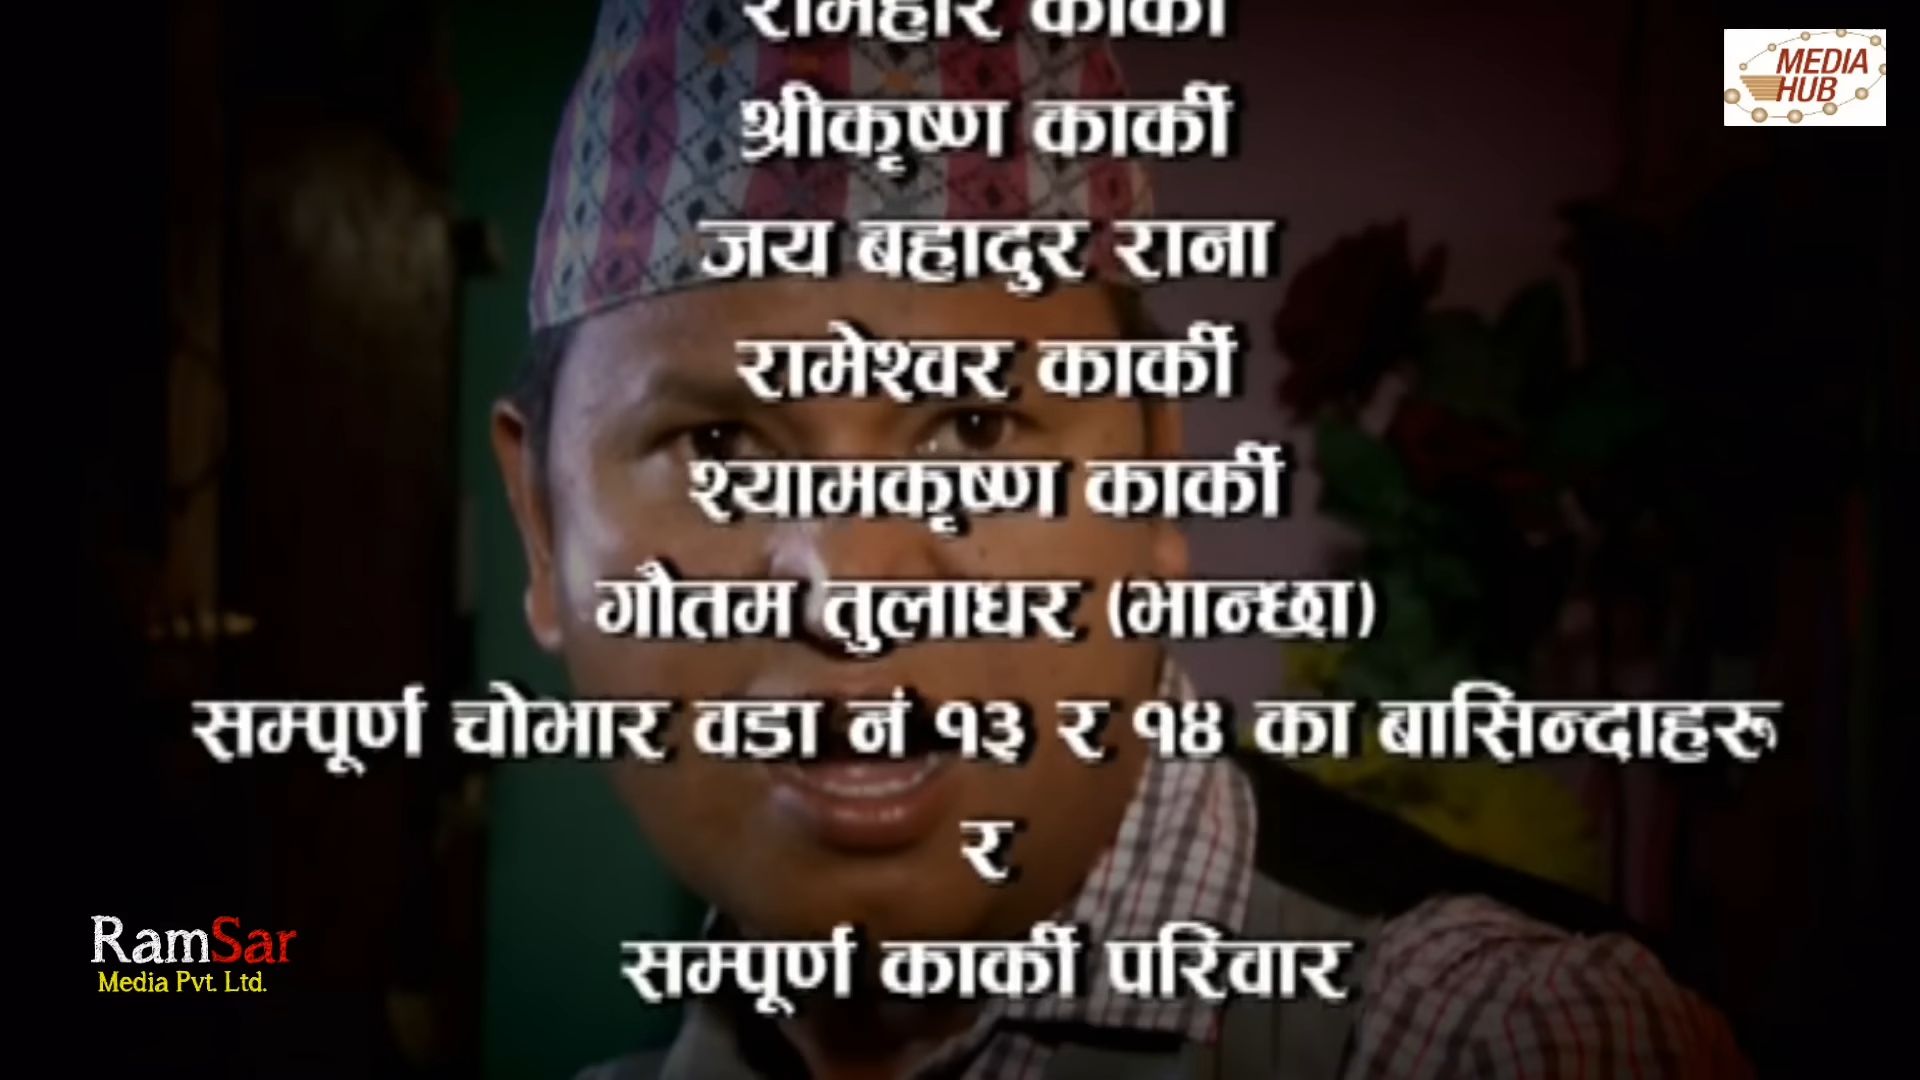 रामहरि कार्की
MEDIA
HUB
श्रीकृष्ण कार्की
जय बहादुर राना
रामेश्वर कार्की
श्यामकृष्ण कार्की
गौतम तुलाधर (भान्छा)
सम्पूर्ण चोभार वडा नं १३ र १४ का बासिन्दाहरू
र
सम्पूर्ण कार्की परिवार
RamSar
Media Pvt. Ltd.